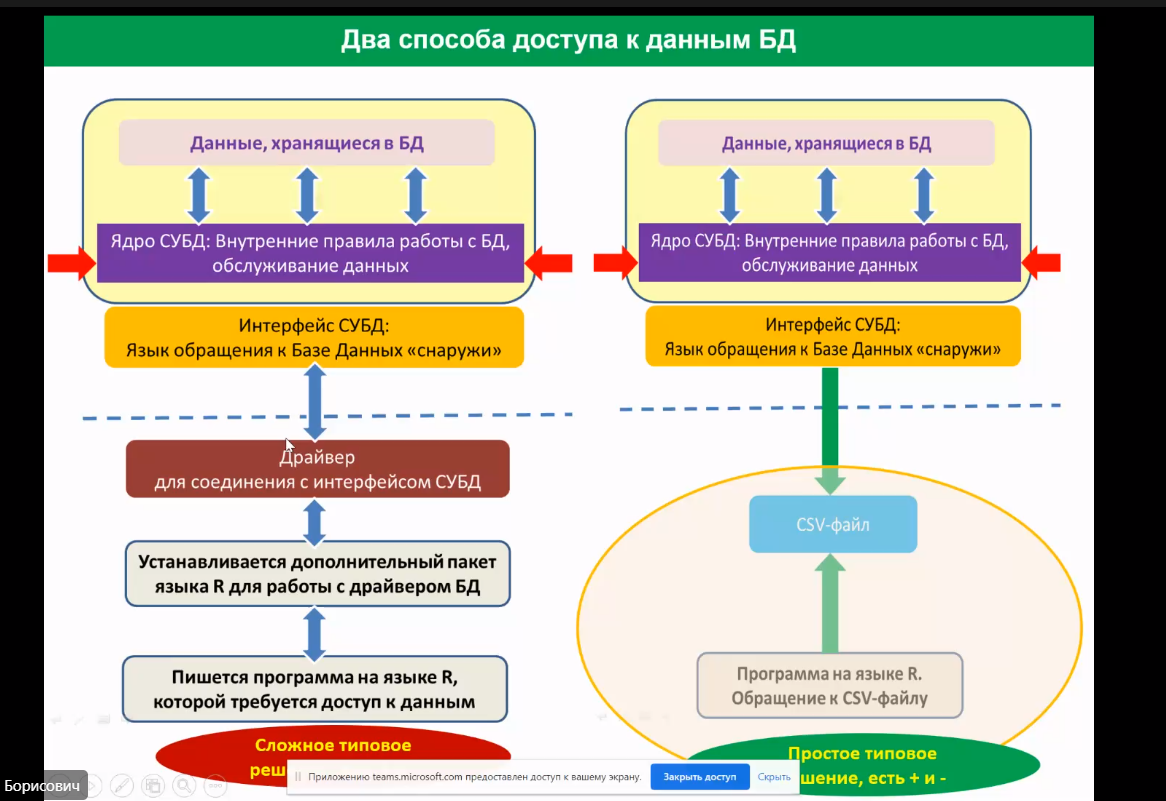 Два способа доступа к данным БД
Данные, хранящиеся в БД
Ядро СУБД: Внутренние правила работы с БД,
обслуживание данных
Интерфейс СУБД:
Язык обращения к Базе Данных «снаружи»
Драйвер
для соединения с интерфейсом СУБД
Устанавливается дополнительный пакет
языка R для работы с драйвером БД
Пишется программа на языке R,
которой требуется доступ к данным
Сложное типовое
Данные, хранящиеся в БД
Ядро СУБД: Внутренние правила работы с БД,
обслуживание данных
Интерфейс СУБД:
Язык обращения к Базе Данных «снаружи»
CSV-файл
Программа на языке R.
Обращение к CSV-файлу
Простое типовое
есть + и -
Приложению teams.microsoft.com предоставлен доступ к вашему экрану.
Закрыть доступ
Скрыть
Борисович